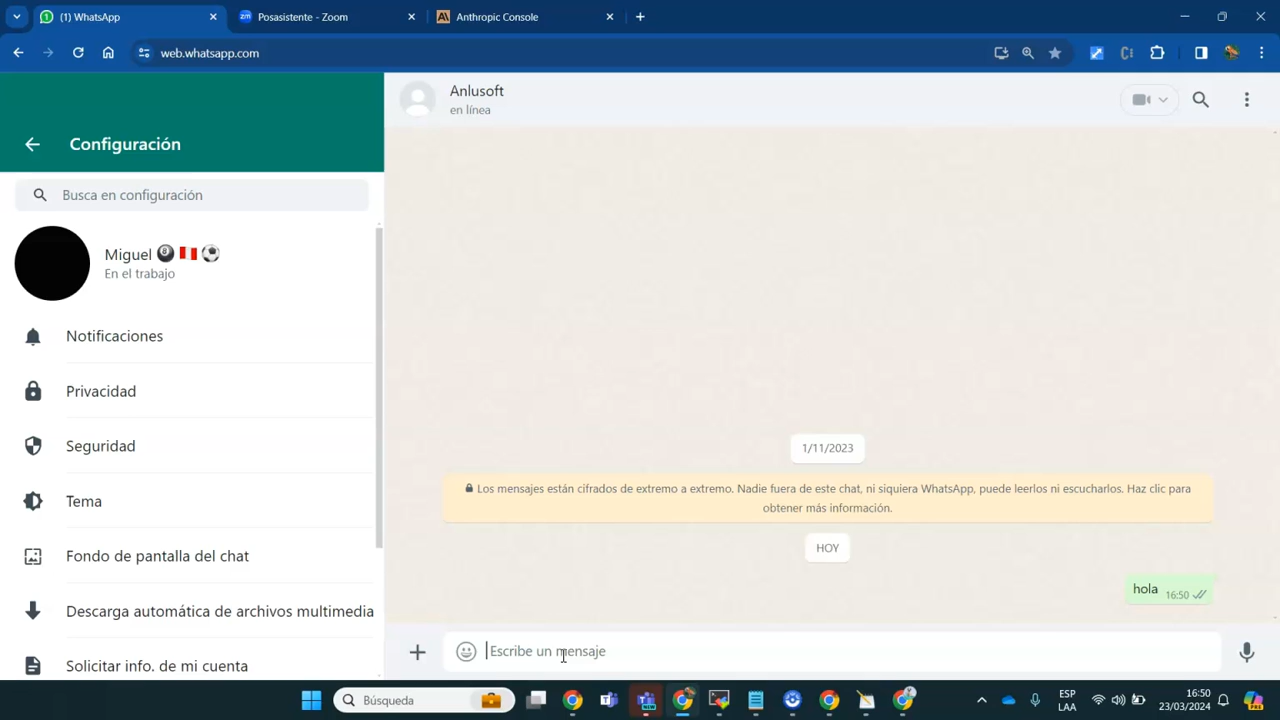 (1) WhatsApp
Posasistente - Zoom
Anthropic Console
web.whatsapp.com
Configuración
Busca en configuración
Miguel 🎱 🇵🇪 ⚽
En el trabajo
Notificaciones
Privacidad
Seguridad
Tema
Fondo de pantalla del chat
Descarga automática de archivos multimedia
Solicitar info. de mi cuenta
Anlusoft
en línea
1/11/2023
Los mensajes están cifrados de extremo a extremo. Nadie fuera de este chat, ni siquiera WhatsApp, puede leerlos ni escucharlos. Haz clic para
obtener más información.
HOY
hola 16:50
Escribe un mensaje
Búsqueda
ESP
LAA
16:50
23/03/2024